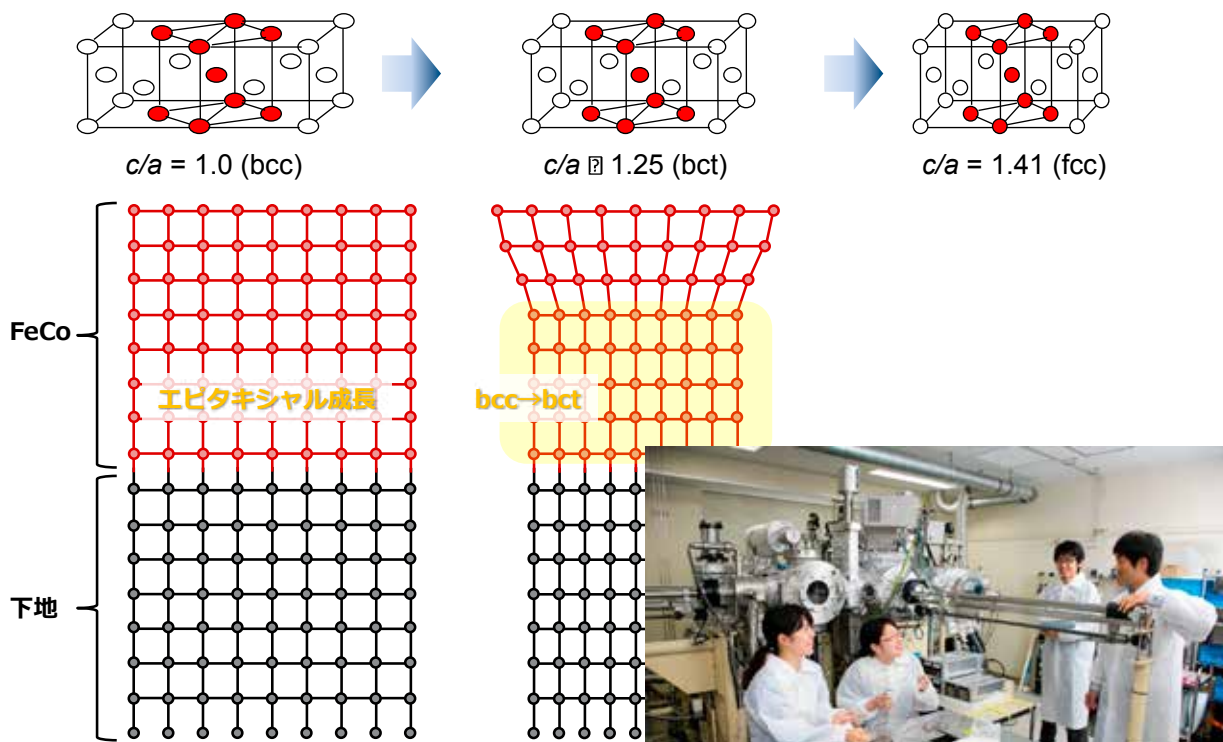 c/a = 1.0 (bcc)
c/a 1.25 (bct)
c/a = 1.41 (fcc)
FeCo
エピタキシャル成長
bcc→bct
下地